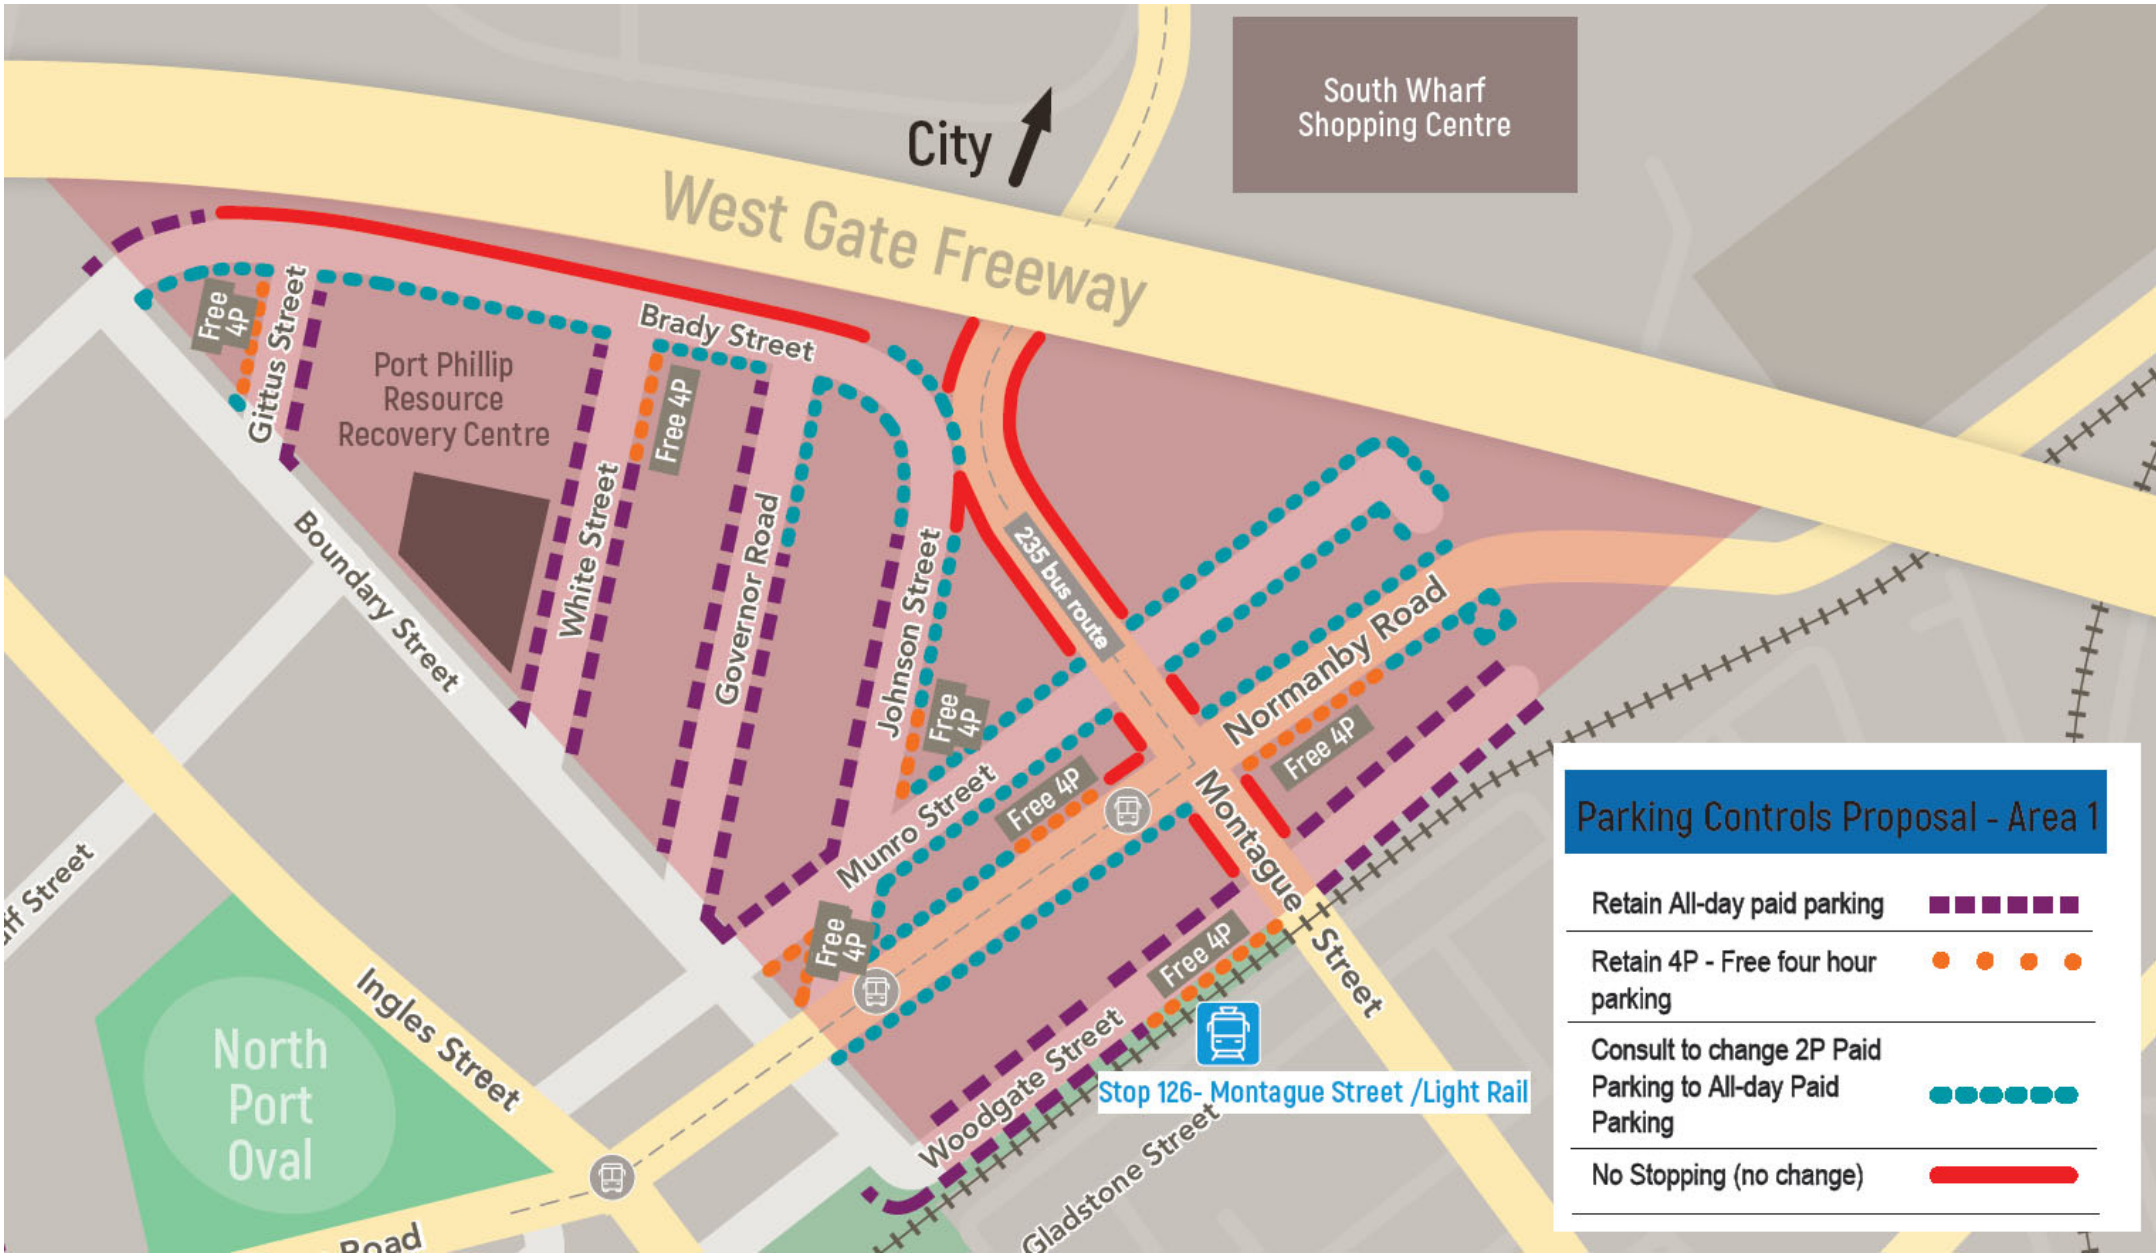 South Wharf
Shopping Centre
City
West Gate Freeway
Brady Street
Free
4P
Gittus Street
Port Phillip
Resource
Recovery Centre
Free 4P
White Street
Governor Road
Johnson Street
235 bus route
Boundary Street
Normanby Road
Free 4P
Free
4P
Free 4P
Munro Street
Montague Street
Free
4P
Free 4P
Woodgate Street
Stop 126- Montague Street /Light Rail
Gladstone Street
Ingles Street
North
Port
Oval
Street
Road
Parking Controls Proposal - Area 1
Retain All-day paid parking
Retain 4P - Free four hour
parking
Consult to change 2P Paid
Parking to All-day Paid
Parking
No Stopping (no change)